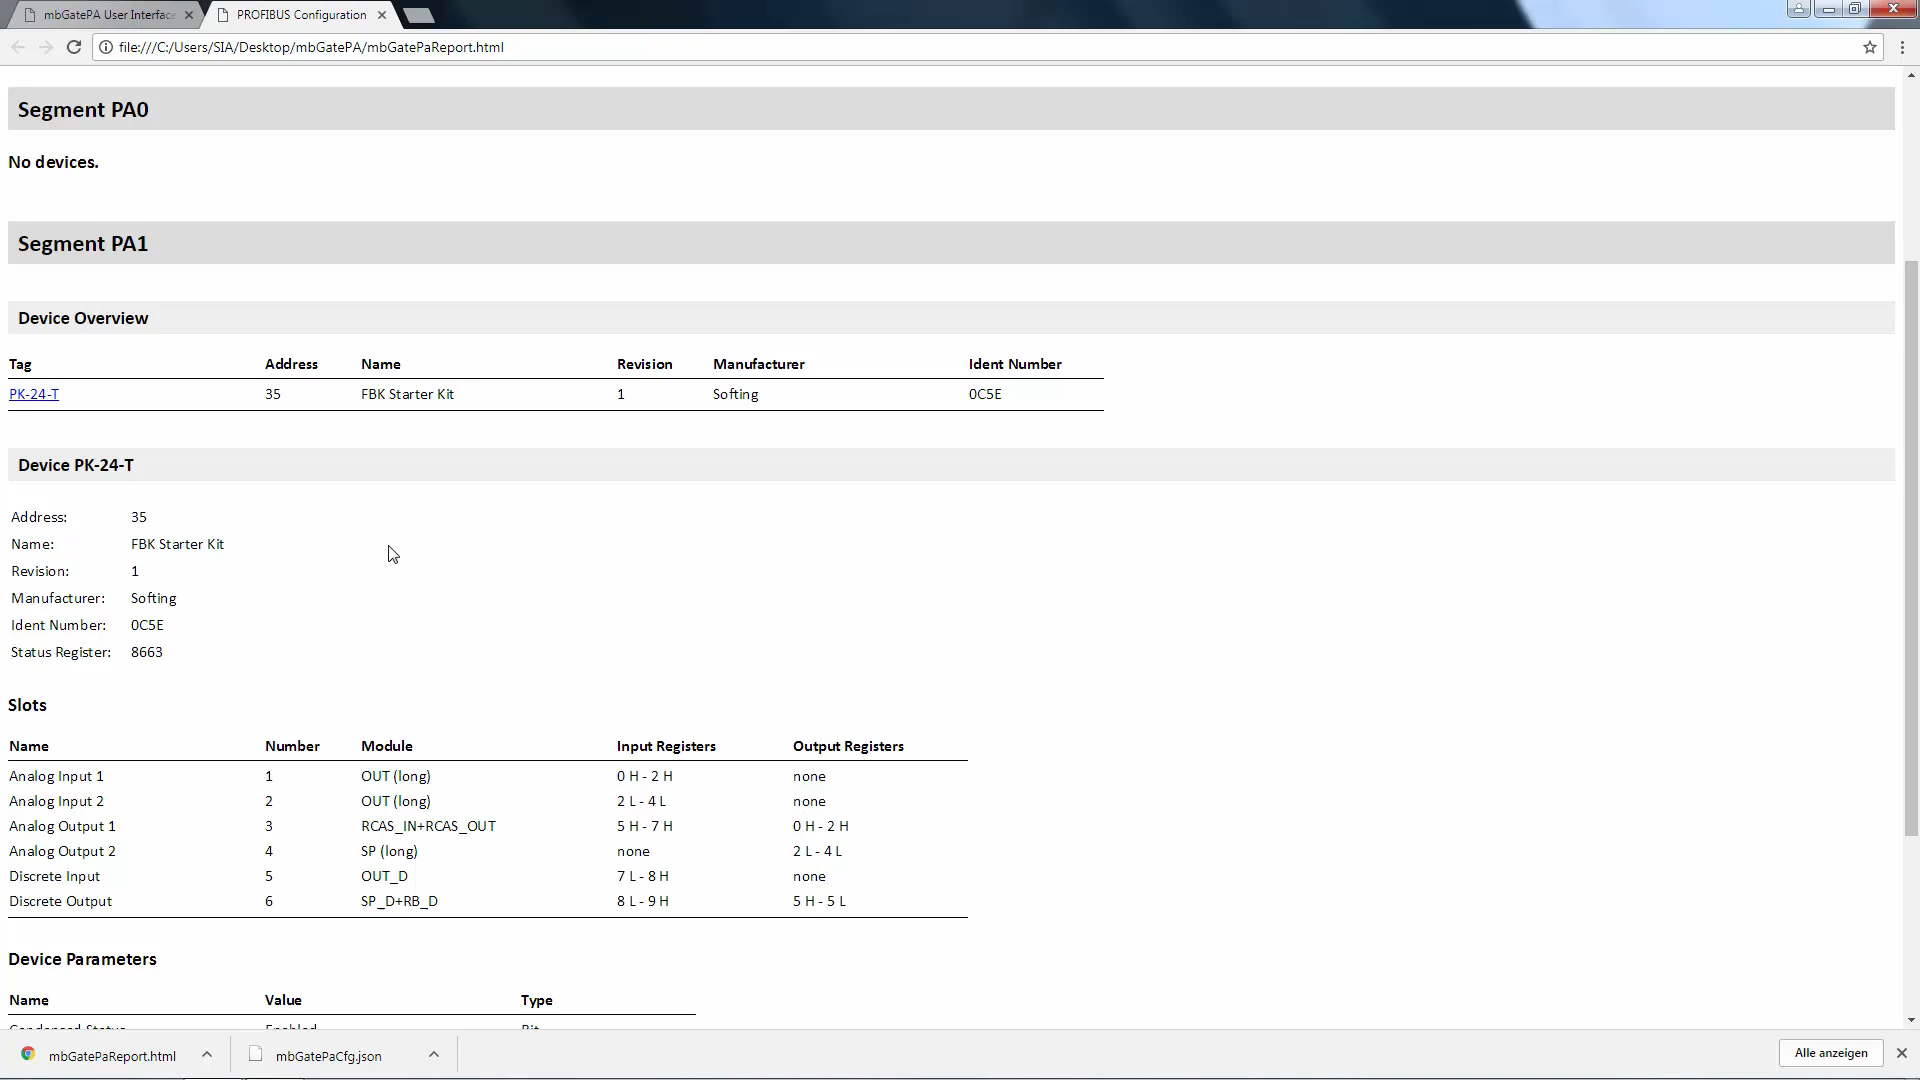 mbGatePA User Interface
PROFIBUS Configuration
file:///C:/Users/SIA/Desktop/mbGatePA/mbGatePaReport.html
Segment PA0
No devices.
Segment PA1
Device Overview
Tag Address Name Revision Manufacturer Ident Number
PK-24-T 35 FBK Starter Kit 1 Softing 0C5E
Device PK-24-T
Address: 35
Name: FBK Starter Kit
Revision: 1
Manufacturer: Softing
Ident Number: 0C5E
Status Register: 8663
Slots
Name Number Module Input Registers Output Registers
Analog Input 1 1 OUT (long) 0 H - 2 H none
Analog Input 2 2 OUT (long) 2 L - 4 L none
Analog Output 1 3 RCAS_IN+RCAS_OUT 5 H - 7 H 0 H - 2 H
Analog Output 2 4 SP (long) none 2 L - 4 L
Discrete Input 5 OUT_D 7 L - 8 H none
Discrete Output 6 SP_D+RB_D 8 L - 9 H 5 H - 5 L
Device Parameters
Name Value Type
Condensed Status Enabled Bit
mbGatePaReport.html
mbGatePaCfg.json
Alle anzeigen